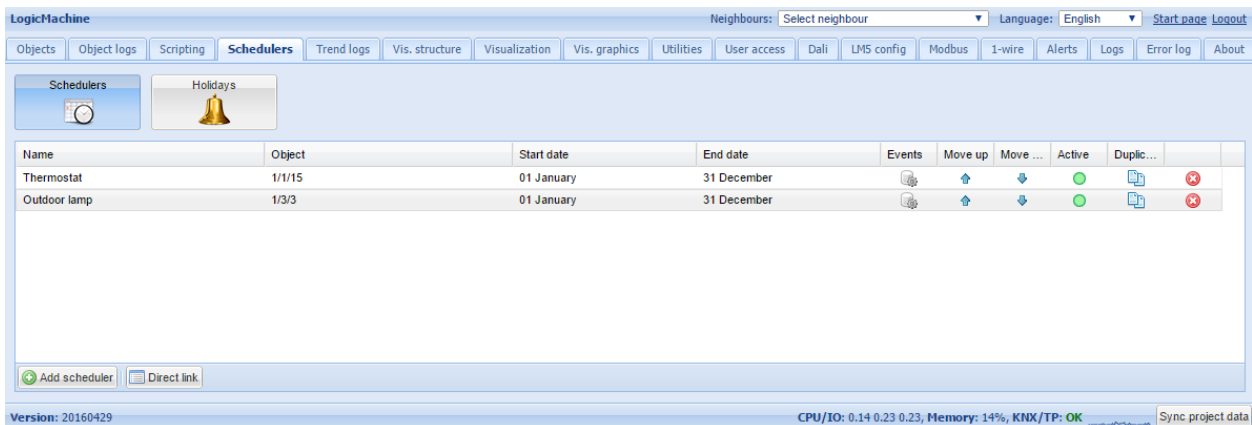 LogicMachine Neighbours: Select neighbour Language: English Start page Logout
Objects Object logs Scripting Schedulers Trend logs Vis. structure Visualization Vis. graphics Utilities User access Dali LM5 config Modbus 1-wire Alerts Logs Error log About
Schedulers Holidays
Name Object Start date End date Events Move up Move ... Active Duplic...
Thermostat 1/1/15 01 January 31 December
Outdoor lamp 1/3/3 01 January 31 December
Add scheduler Direct link
Version: 20160429 CPU/IO: 0.14 0.23 0.23, Memory: 14%, KNX/TP: OK Sync project data